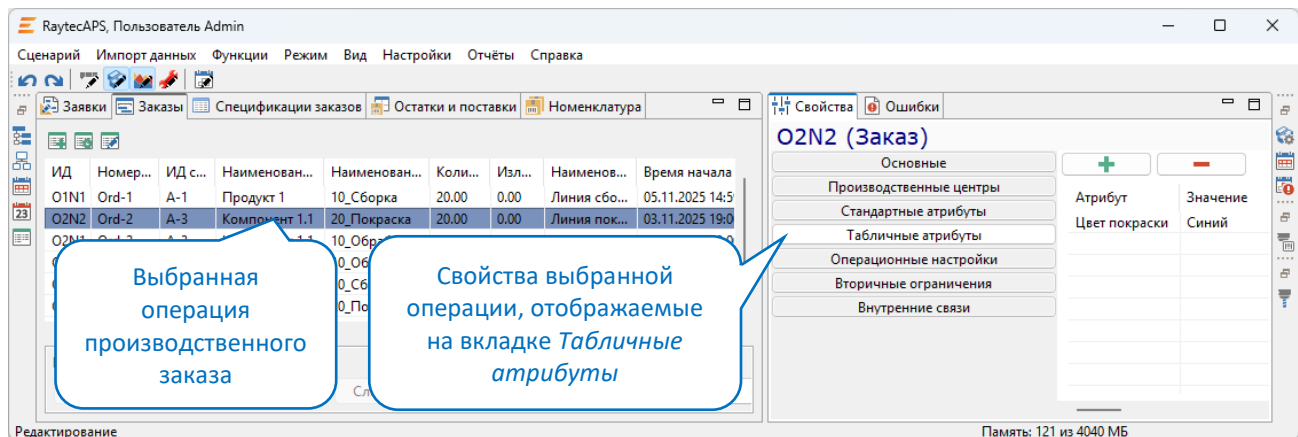 RaytecAPS, Пользователь Admin
Сценарий Импорт данных Функции Режим Вид Настройки Отчёты Справка
Заявки Заказы Спецификации заказов Остатки и поставки Номенклатура
Свойства Ошибки
O2N2 (Заказ)
Основные
Производственные центры
Стандартные атрибуты
Табличные атрибуты
Операционные настройки
Вторичные ограничения
Внутренние связи
Атрибут Значение
Цвет покраски Синий
ИД Номер... ИД с... Наименован... Наименован... Коли... Изл... Наименов... Время начала
O1N1 Ord-1 A-1 Продукт 1 10_Сборка 20.00 0.00 Линия сбо... 05.11.2025 14:5
O2N2 Ord-2 A-3 Компонент 1.1 20_Покраска 20.00 0.00 Линия пок... 03.11.2025 19:0
23
Выбранная
операция
производственного
заказа
Свойства выбранной
операции, отображаемые
на вкладке Табличные
атрибуты
Редактирование
Память: 121 из 4040 МБ